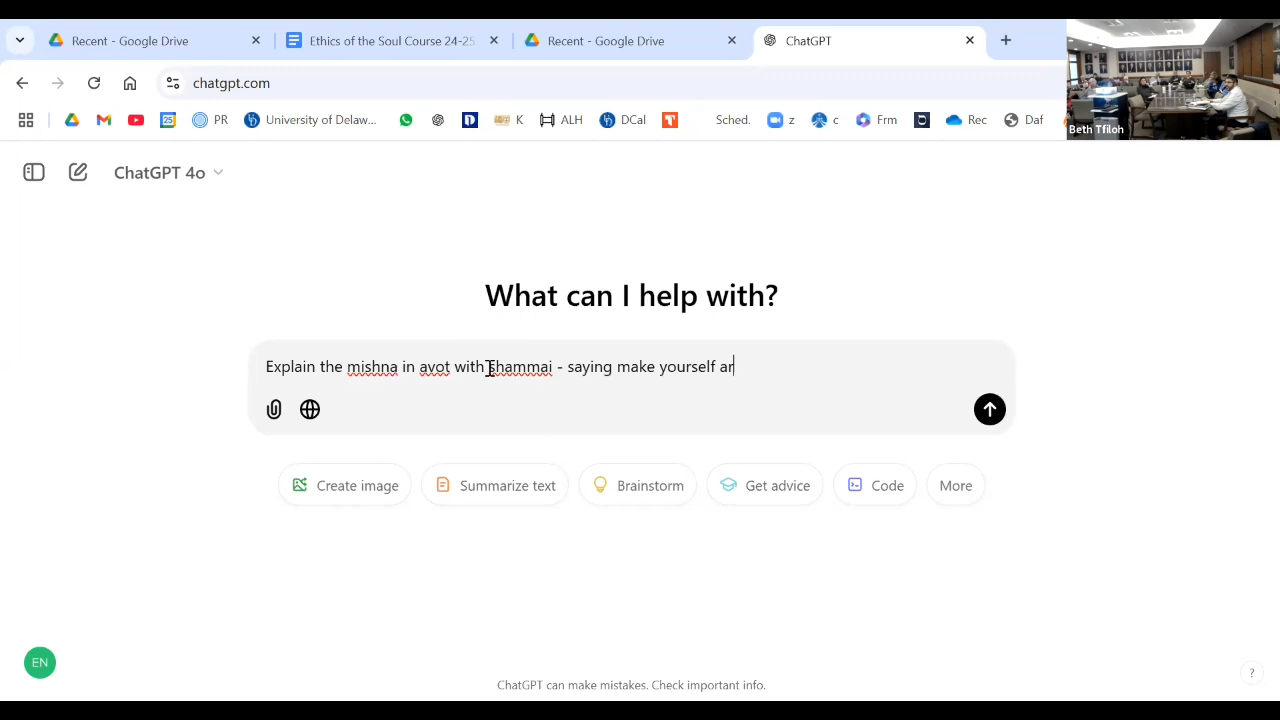 Recent - Google Drive
Ethics of the Soul Course 24-2
Recent - Google Drive
ChatGPT
chatgpt.com
PR
University of Delaw...
K
ALH
DCal
Sched.
z
c
Frm
Rec
Daf
Beth Tfiloh
ChatGPT 4o
What can I help with?
Explain the mishna in avot with shammai - saying make yourself ar
Create image
Summarize text
Brainstorm
Get advice
Code
More
EN
ChatGPT can make mistakes. Check important info.
?